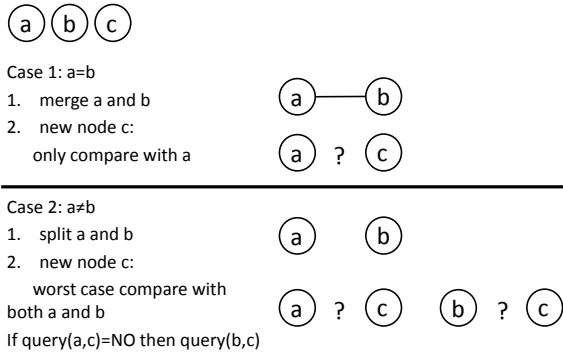 a b c
Case 1: a=b
1. merge a and b
a b
2. new node c:
only compare with a
a ? c
Case 2: a≠b
1. split a and b
a b
2. new node c:
worst case compare with
both a and b
a ? c b ? c
If query(a,c)=NO then query(b,c)